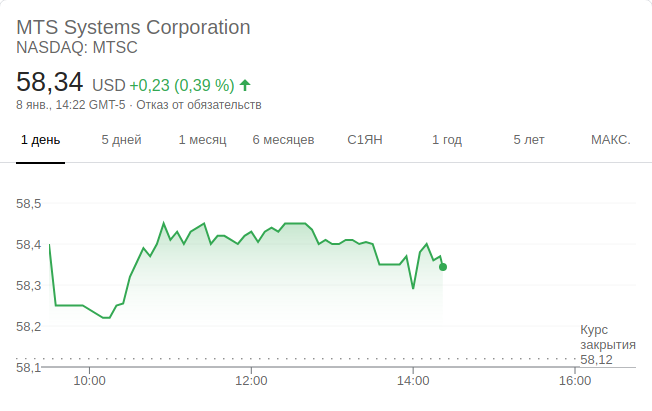 MTS Systems Corporation
NASDAQ: MTSC
58,34 USD +0,23 (0,39 %)
8 янв., 14:22 GMT-5 · Отказ от обязательств
1 день 5 дней 1 месяц 6 месяцев С1ЯН 1 год 5 лет МАКС.
58,5
58,4
58,3
58,2
Курс
закрытия
58,12
58,1
10:00 12:00 14:00 16:00